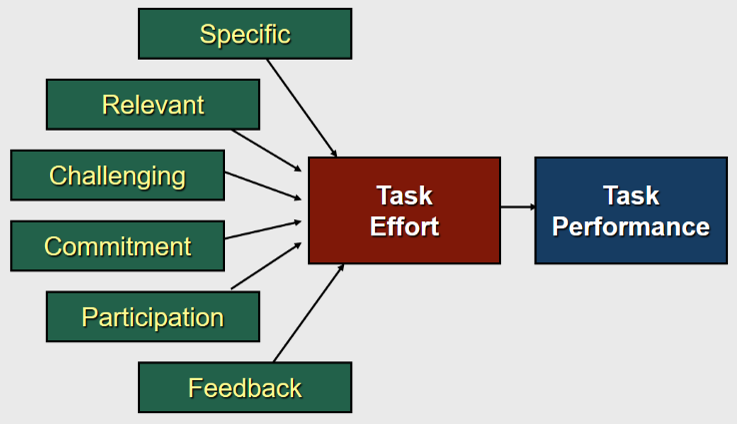 Specific
Relevant
Challenging
Commitment
Participation
Feedback
Task
Effort
Task
Performance